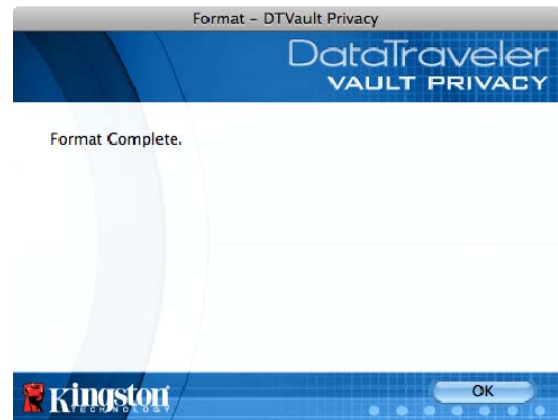 Format – DTVault Privacy
DataTraveler
VAULT PRIVACY
Format Complete.
Kingston
TECHNOLOGY
OK